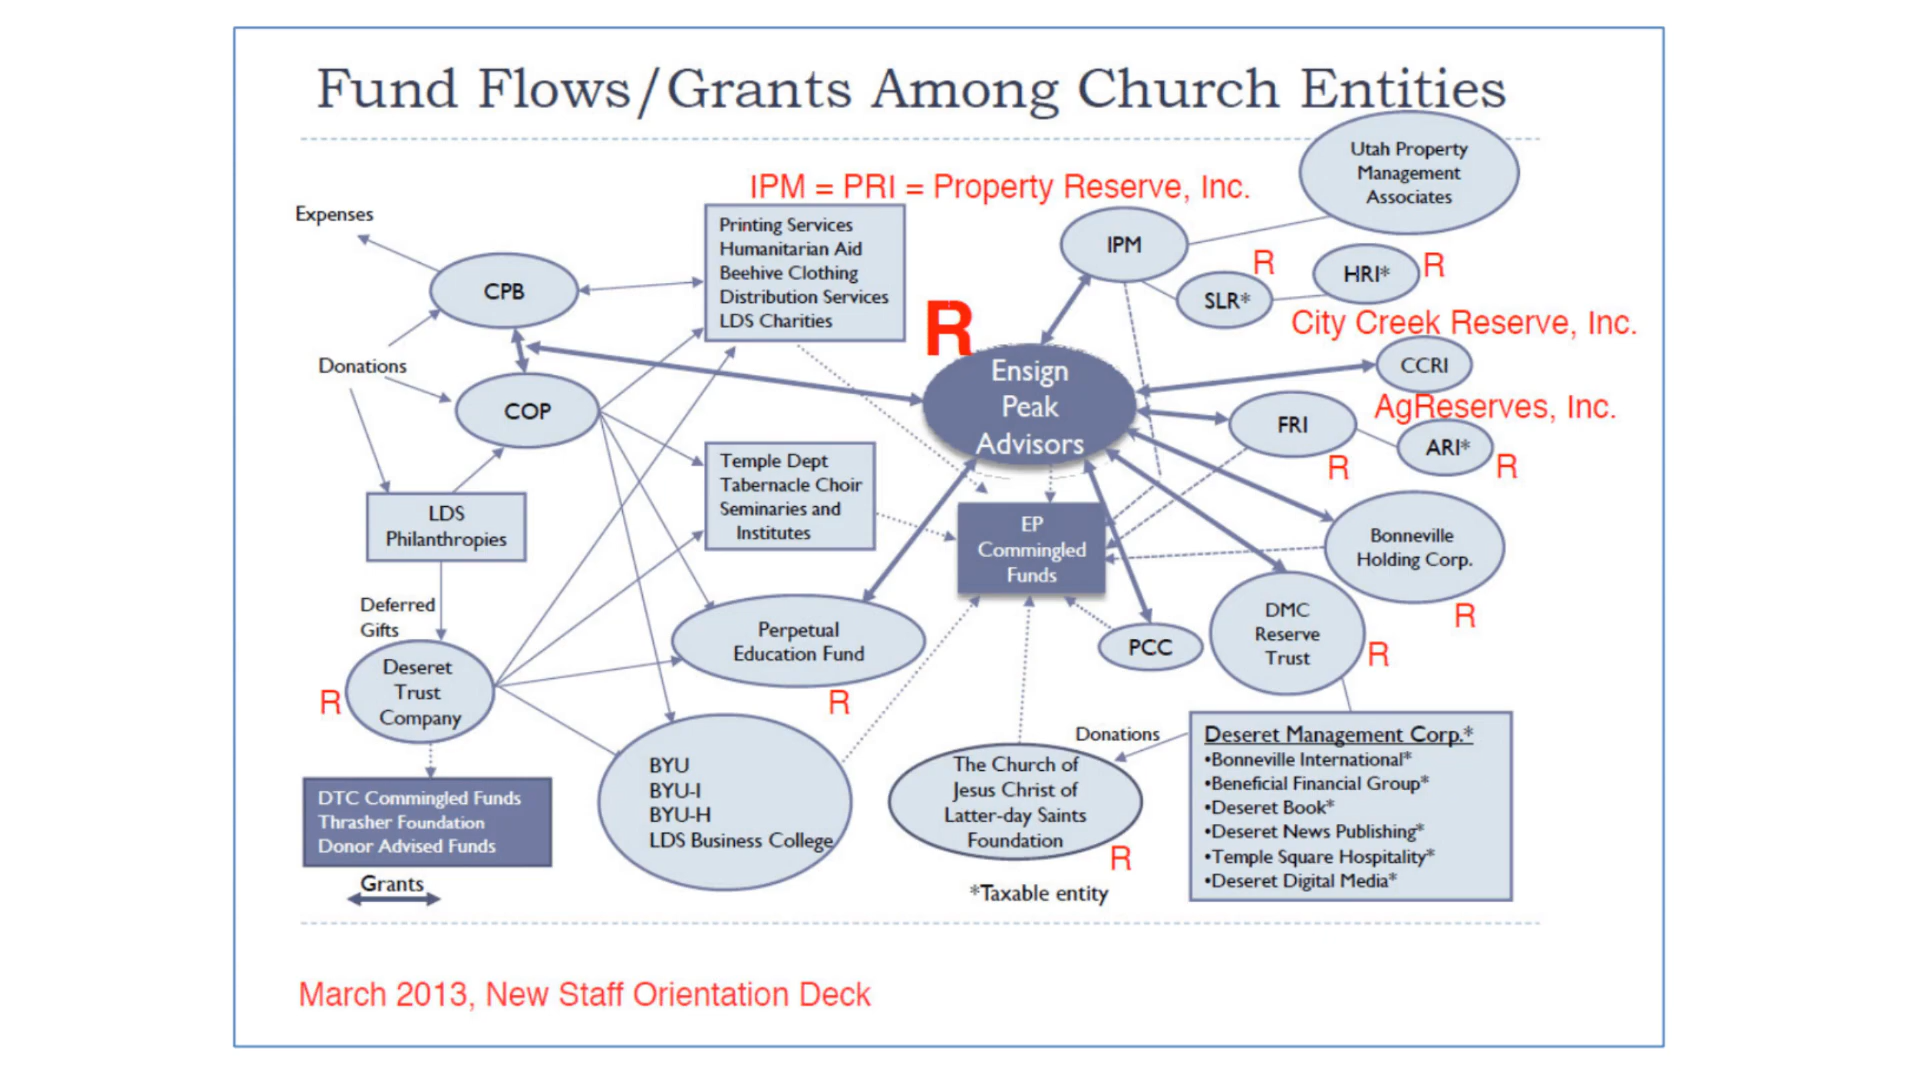 Fund Flows/Grants Among Church Entities
Utah Property
Management
Associates
IPM = PRI = Property Reserve, Inc.
Expenses
Printing Services
Humanitarian Aid
Beehive Clothing
Distribution Services
LDS Charities
IPM
R
HRI*
R
SLR*
CPB
R
City Creek Reserve, Inc.
CCRI
Donations
Ensign
Peak
Advisors
COP
AgReserves, Inc.
FRI
ARI*
R
R
Temple Dept
Tabernacle Choir
Seminaries and
Institutes
LDS
Philanthropies
EP
Commingled
Funds
Bonneville
Holding Corp.
R
Deferred
Gifts
Perpetual
Education Fund
R
PCC
DMC
Reserve
Trust
R
Deseret
Trust
Company
R
Donations
Deseret Management Corp.*
•Bonneville International*
•Beneficial Financial Group*
•Deseret Book*
•Deseret News Publishing*
•Temple Square Hospitality*
•Deseret Digital Media*
BYU
BYU-I
BYU-H
LDS Business College
The Church of
Jesus Christ of
Latter-day Saints
Foundation
R
DTC Commingled Funds
Thrasher Foundation
Donor Advised Funds
Grants
*Taxable entity
March 2013, New Staff Orientation Deck